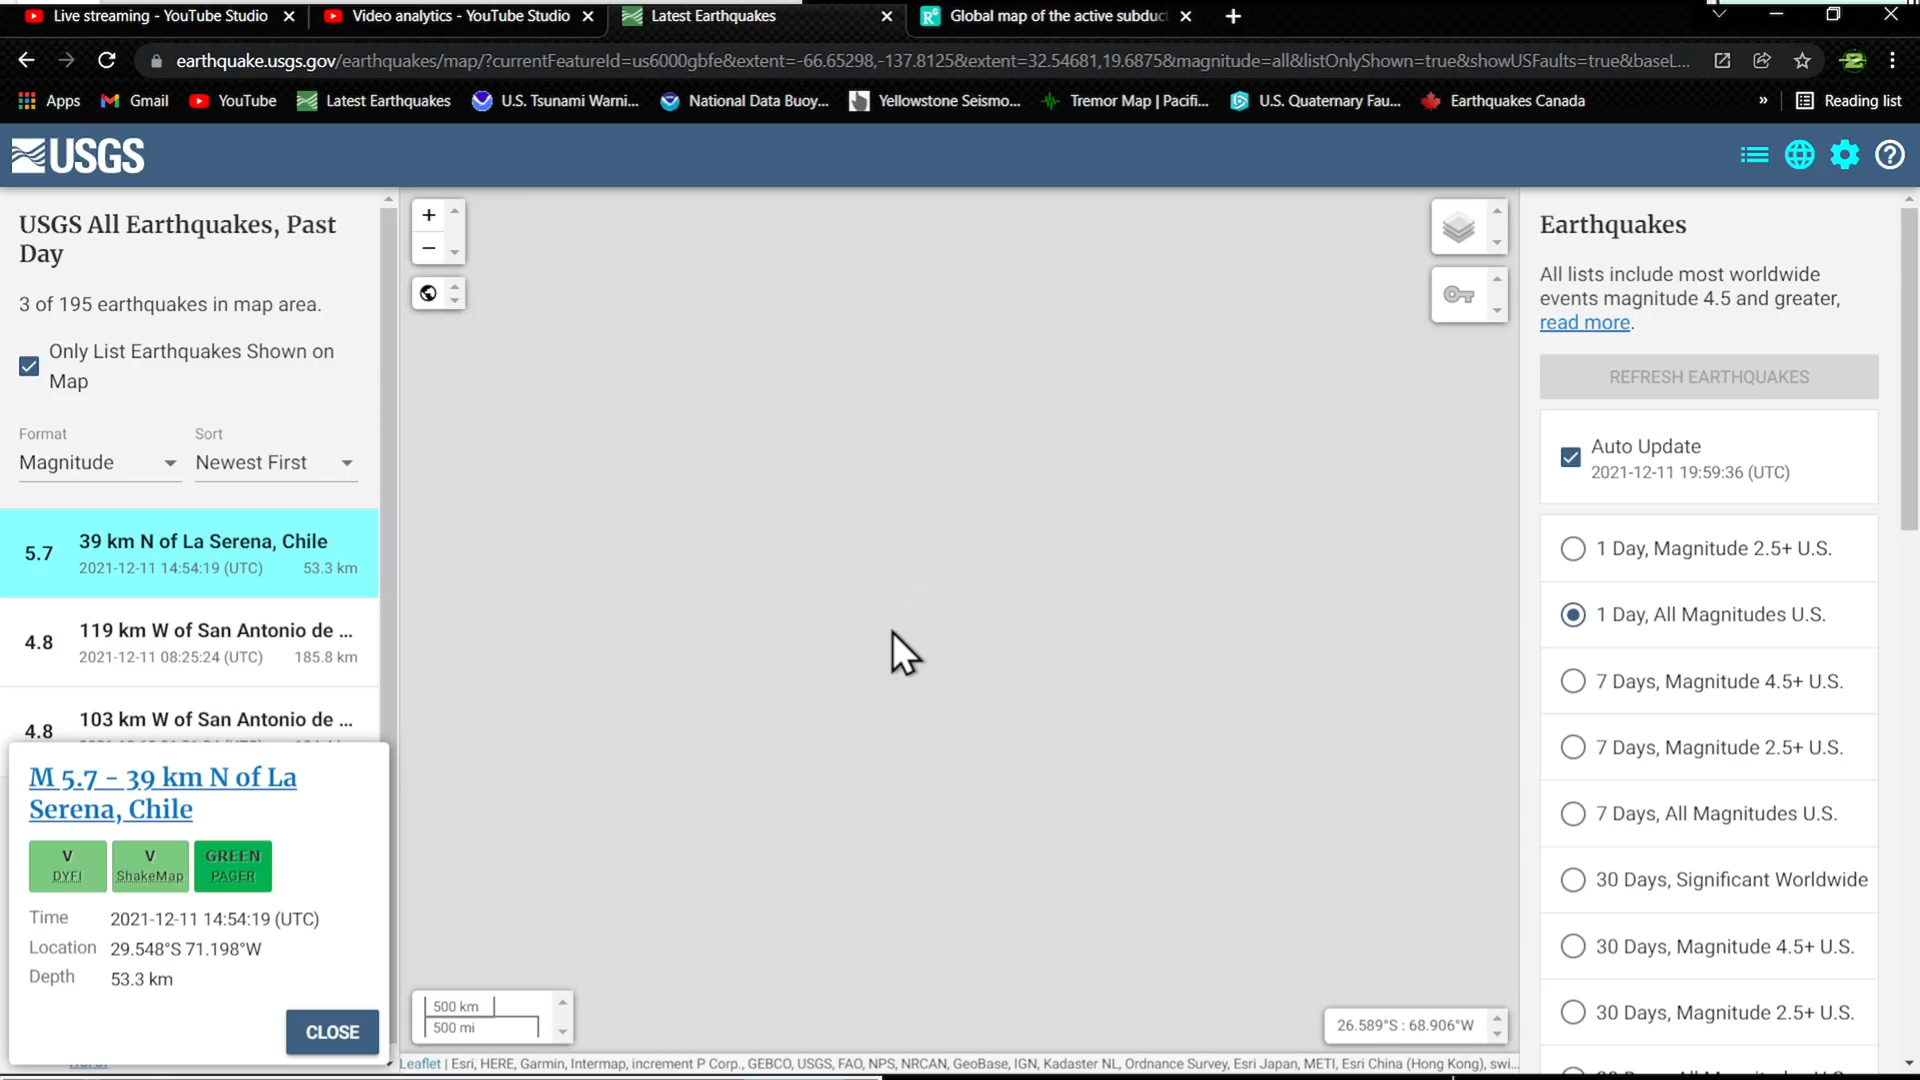 Live streaming - YouTube Studio
Video analytics - YouTube Studio
Latest Earthquakes
Global map of the active subduct
earthquake.usgs.gov/earthquakes/map/?currentFeatureId=us6000gbfe&extent=-66.65298,-137.8125&extent=32.54681,19.6875&magnitude=all&listOnlyShown=true&showUSFaults=true&baseL...
Apps
Gmail
YouTube
Latest Earthquakes
U.S. Tsunami Warni...
National Data Buoy...
Yellowstone Seismo...
Tremor Map | Pacifi...
U.S. Quaternary Fau...
Earthquakes Canada
»
Reading list
USGS
USGS All Earthquakes, Past
Day
3 of 195 earthquakes in map area.
Only List Earthquakes Shown on
Map
Format
Sort
Magnitude
Newest First
5.7
39 km N of La Serena, Chile
2021-12-11 14:54:19 (UTC) 53.3 km
4.8
119 km W of San Antonio de ...
2021-12-11 08:25:24 (UTC) 185.8 km
4.8
103 km W of San Antonio de ...
M 5.7 - 39 km N of La
Serena, Chile
V
DYFI
V
ShakeMap
GREEN
PAGER
Time 2021-12-11 14:54:19 (UTC)
Location 29.548°S 71.198°W
Depth 53.3 km
CLOSE
+
−
500 km
500 mi
26.589°S : 68.906°W
Leaflet | Esri, HERE, Garmin, Intermap, increment P Corp., GEBCO, USGS, FAO, NPS, NRCAN, GeoBase, IGN, Kadaster NL, Ordnance Survey, Esri Japan, METI, Esri China (Hong Kong), swi...
Earthquakes
All lists include most worldwide
events magnitude 4.5 and greater,
read more.
REFRESH EARTHQUAKES
Auto Update
2021-12-11 19:59:36 (UTC)
1 Day, Magnitude 2.5+ U.S.
1 Day, All Magnitudes U.S.
7 Days, Magnitude 4.5+ U.S.
7 Days, Magnitude 2.5+ U.S.
7 Days, All Magnitudes U.S.
30 Days, Significant Worldwide
30 Days, Magnitude 4.5+ U.S.
30 Days, Magnitude 2.5+ U.S.